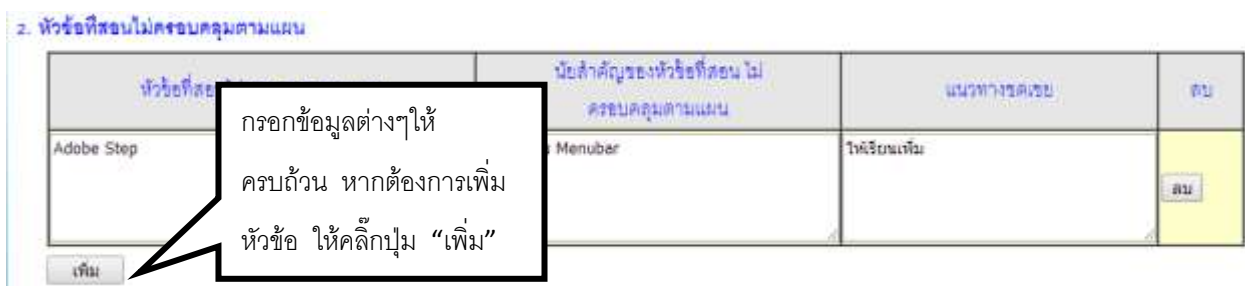 2. หัวข้อที่สอนไม่ครอบคลุมตามแผน
หัวข้อที่สอ
นัยสำคัญของหัวข้อที่สอน ไม่
ครอบคลุมตามแผน
แนวทางชดเชย
ลบ
Adobe Step
Menubar
ให้เรียนเพิ่ม
ลบ
กรอกข้อมูลต่างๆให้
ครบถ้วน หากต้องการเพิ่ม
หัวข้อ ให้คลิ๊กปุ่ม “เพิ่ม”
เพิ่ม